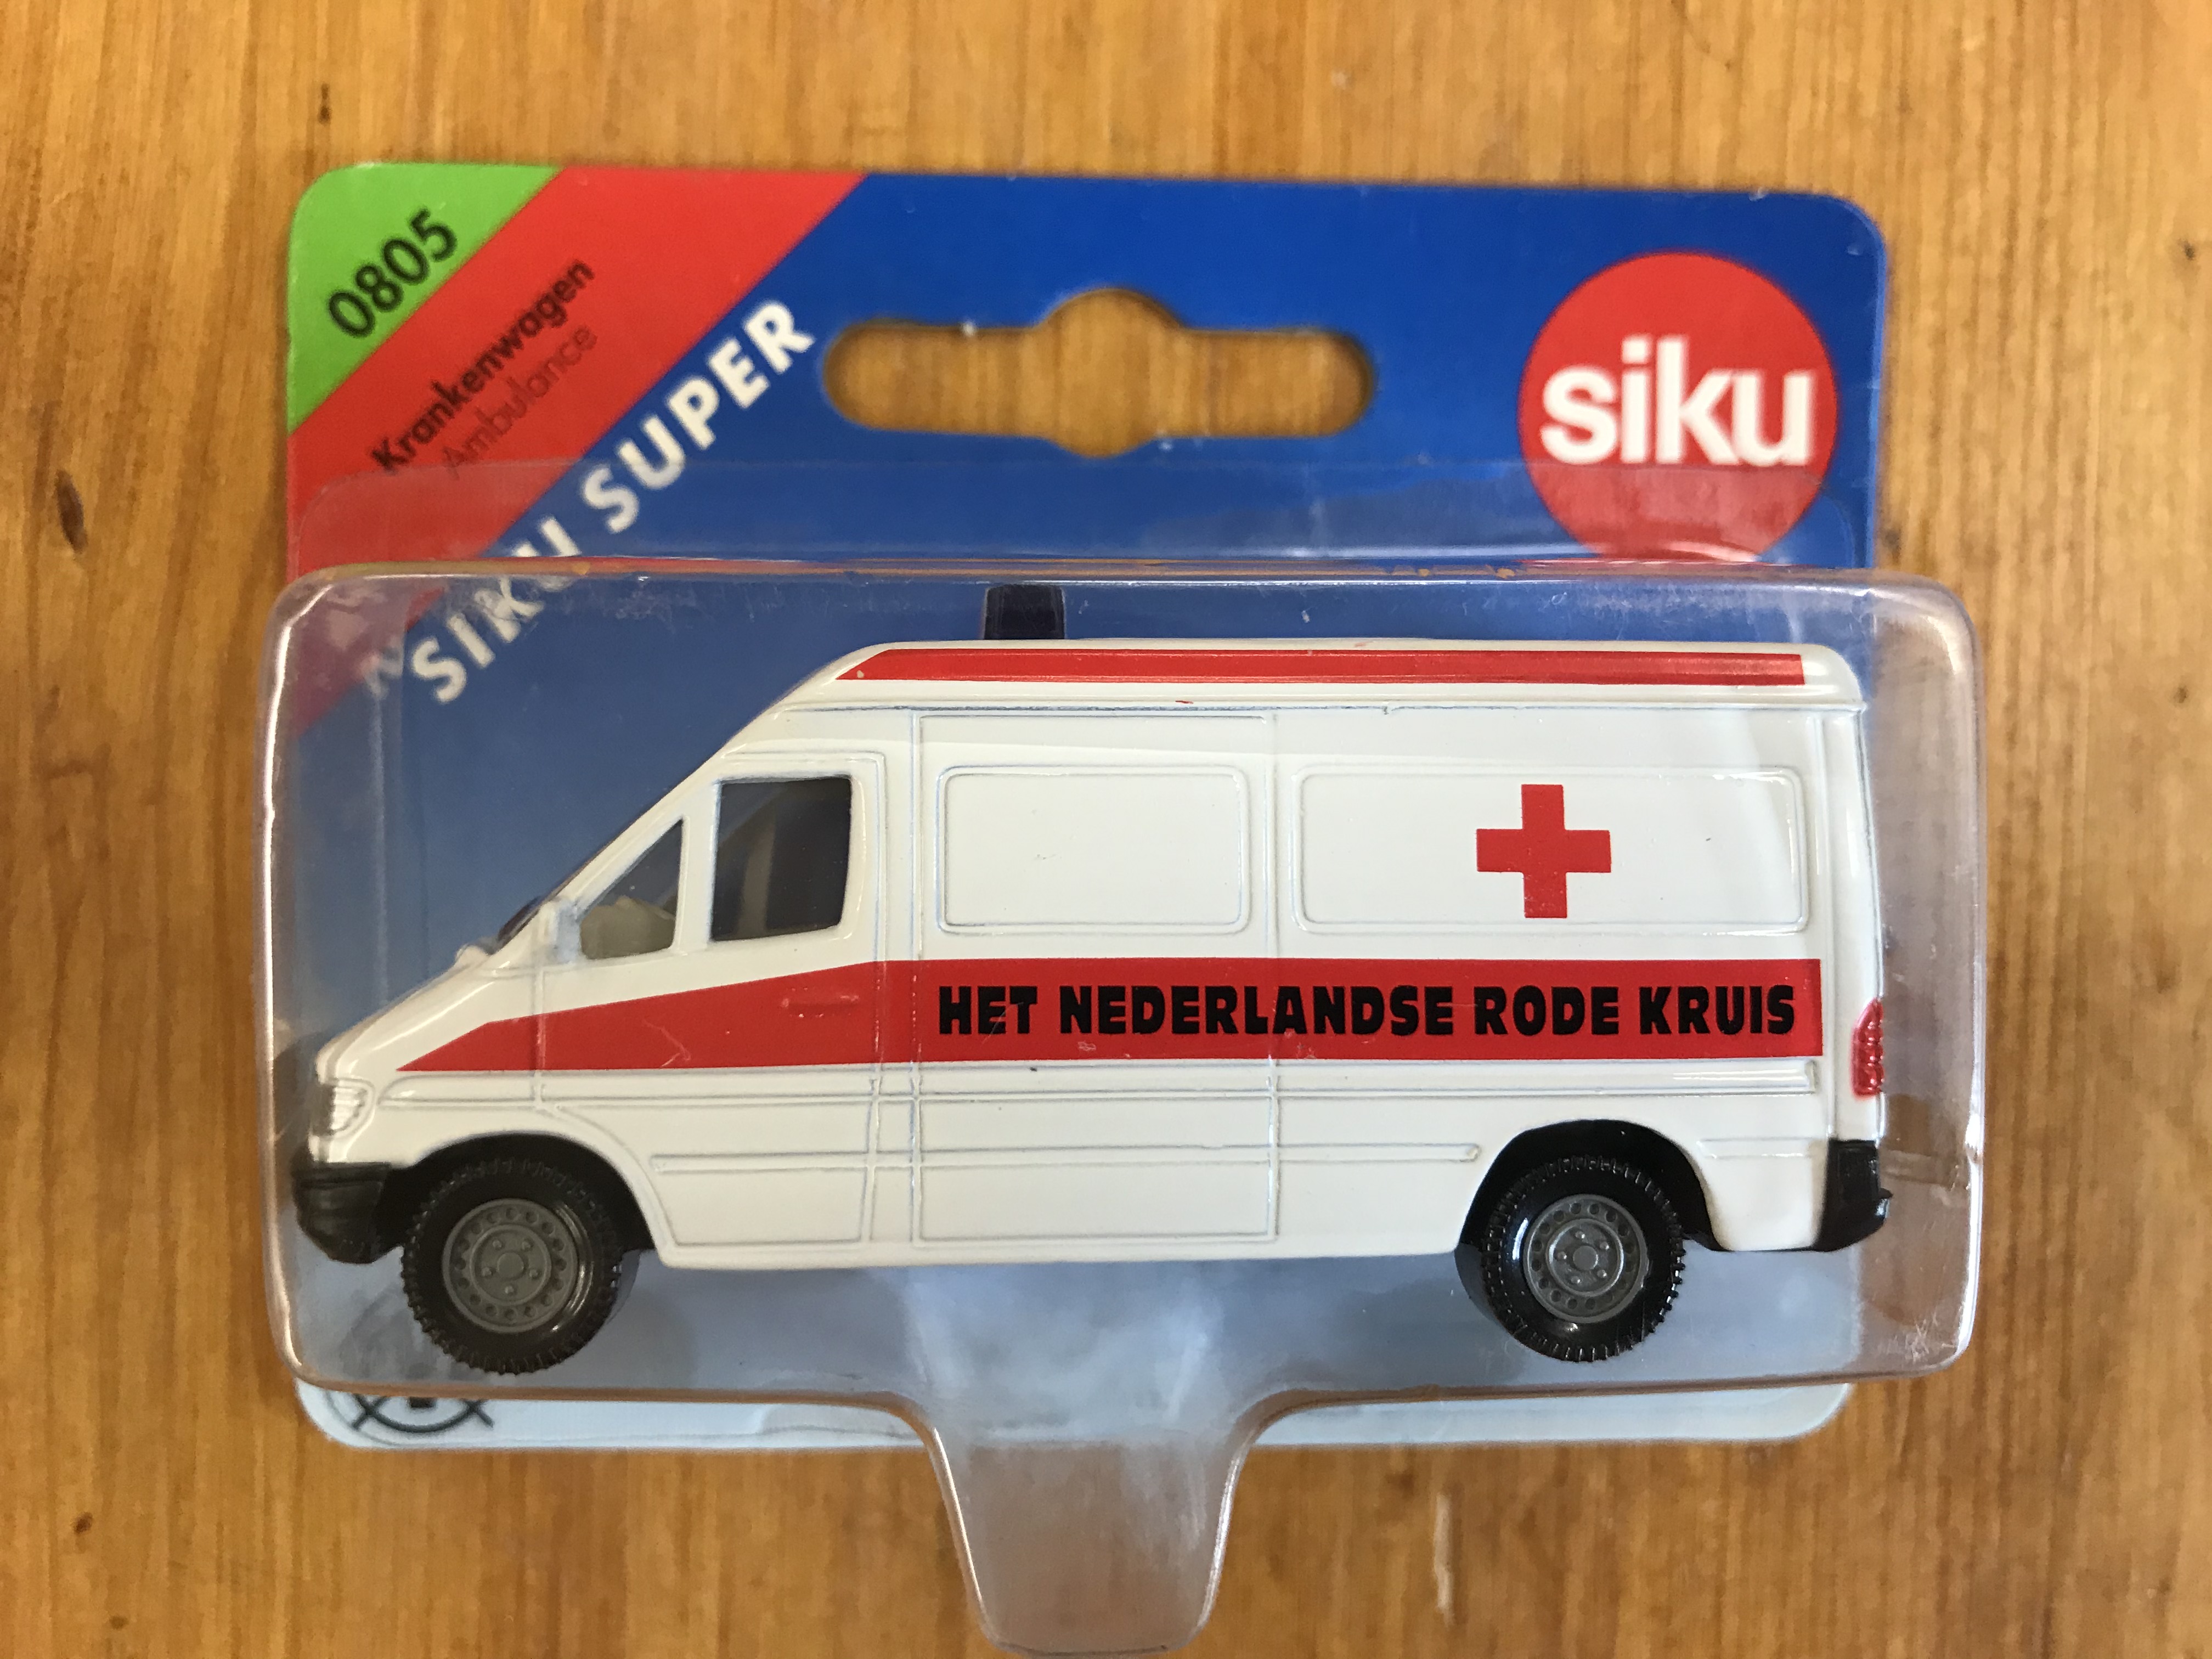 0805
Krankenwagen
Ambulance
SIKU SUPER
siku
HET NEDERLANDSE RODE KRUIS